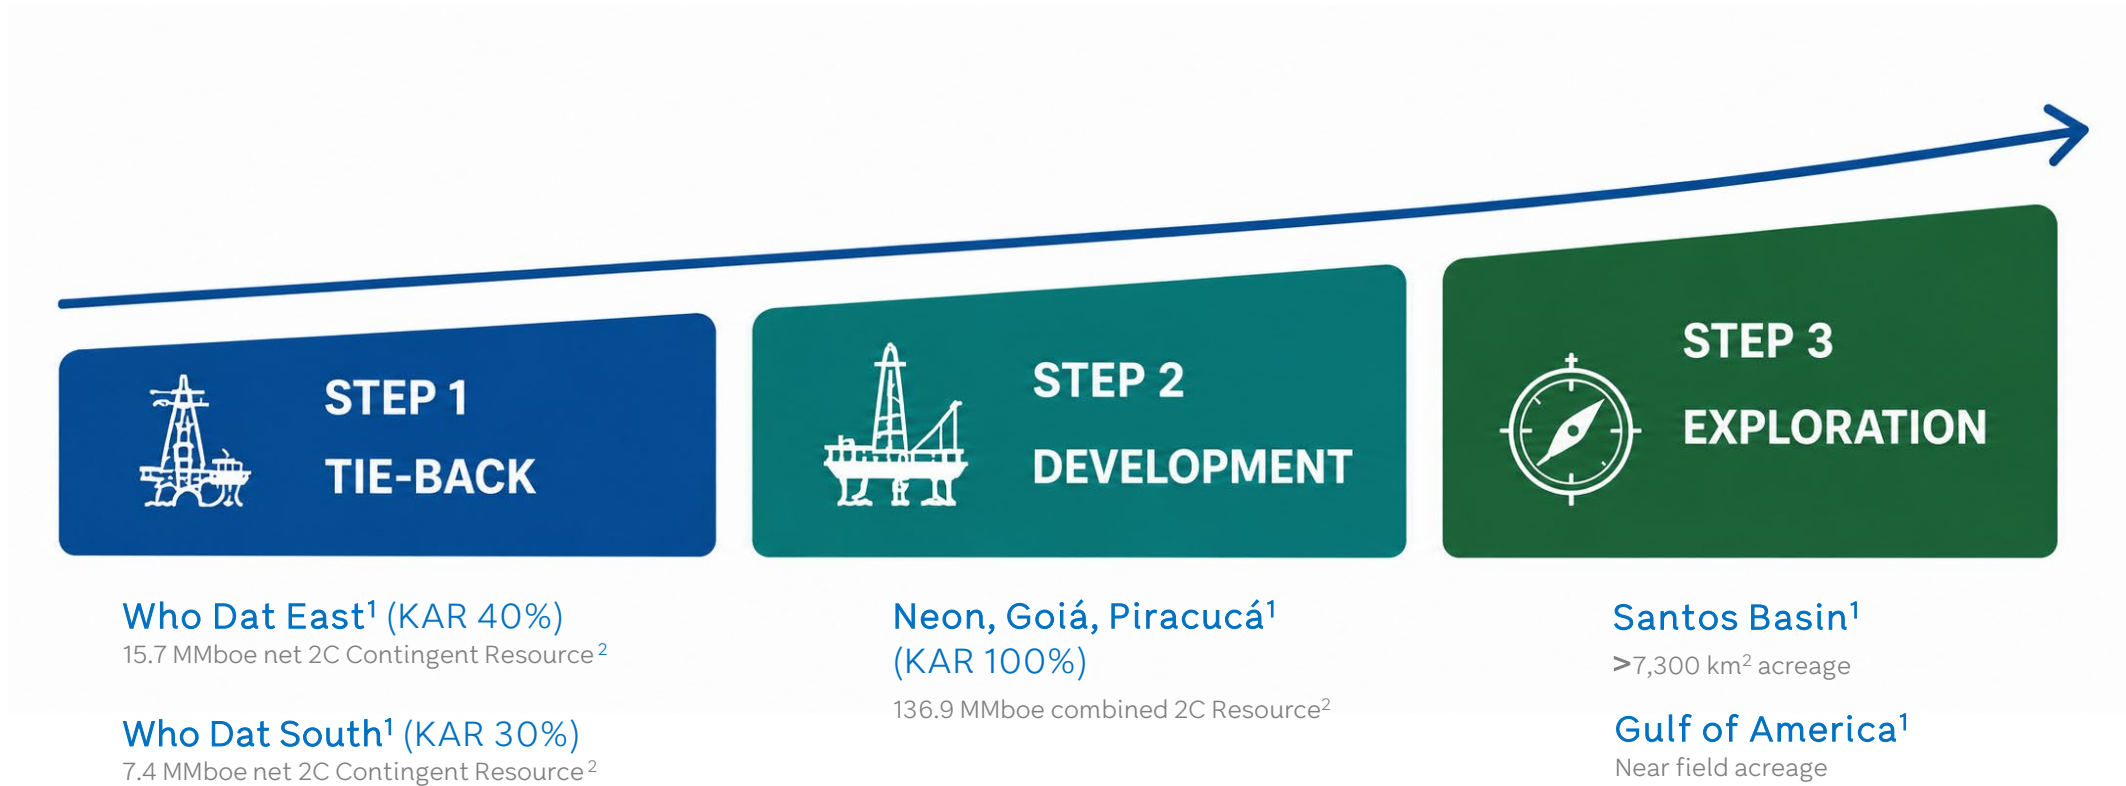 STEP 1
TIE-BACK
Who Dat East¹ (KAR 40%)
15.7 MMboe net 2C Contingent Resource²
Who Dat South¹ (KAR 30%)
7.4 MMboe net 2C Contingent Resource²
STEP 2
DEVELOPMENT
Neon, Goiá, Piracucá¹
(KAR 100%)
136.9 MMboe combined 2C Resource²
STEP 3
EXPLORATION
Santos Basin¹
>7,300 km² acreage
Gulf of America¹
Near field acreage